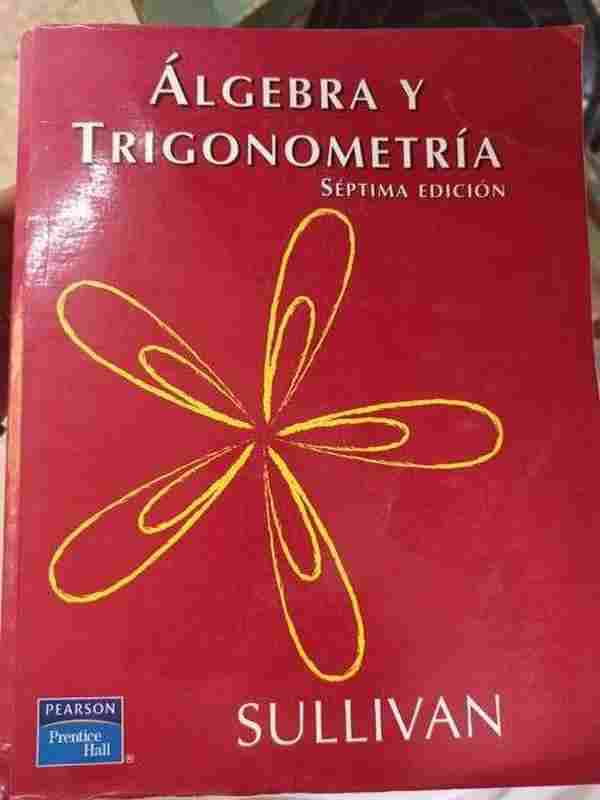 ÁLGEBRA Y
TRIGONOMETRÍA
SÉPTIMA EDICIÓN
PEARSON
Prentice
Hall
®
SULLIVAN